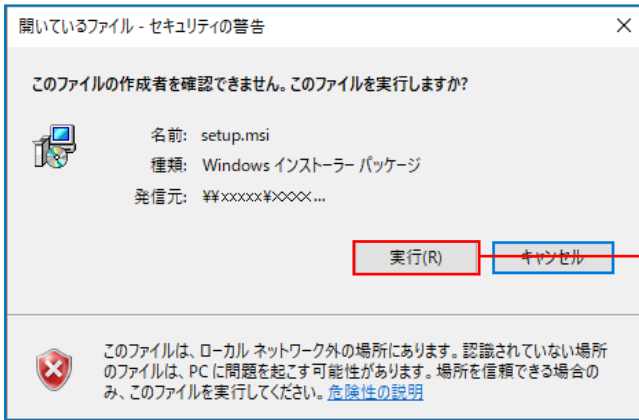 開いているファイル - セキュリティの警告
このファイルの作成者を確認できません。このファイルを実行しますか?
名前: setup.msi
種類: Windows インストーラー パッケージ
発信元: ¥¥xxxxx¥xxxx...
実行(R) キャンセル
このファイルは、ローカル ネットワーク外の場所にあります。認識されていない場所
のファイルは、PC に問題を起こす可能性があります。場所を信頼できる場合の
み、このファイルを実行してください。危険性の説明